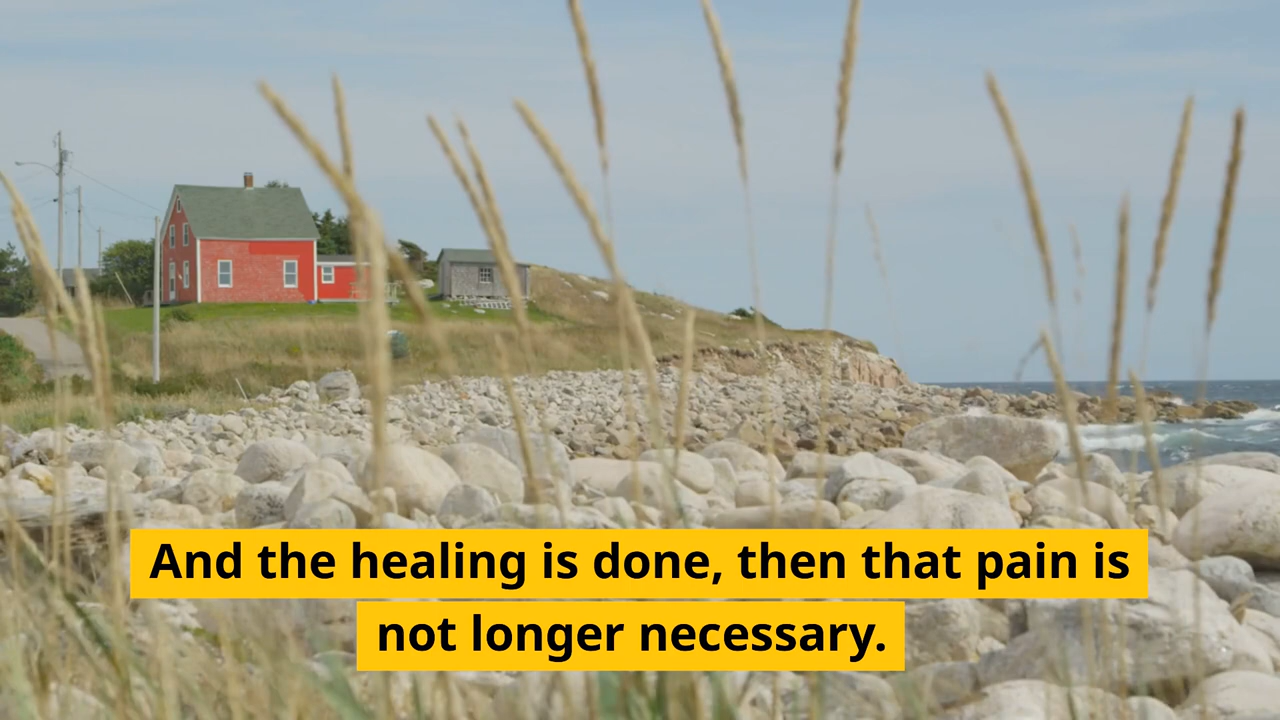 And the healing is done, then that pain is
not longer necessary.